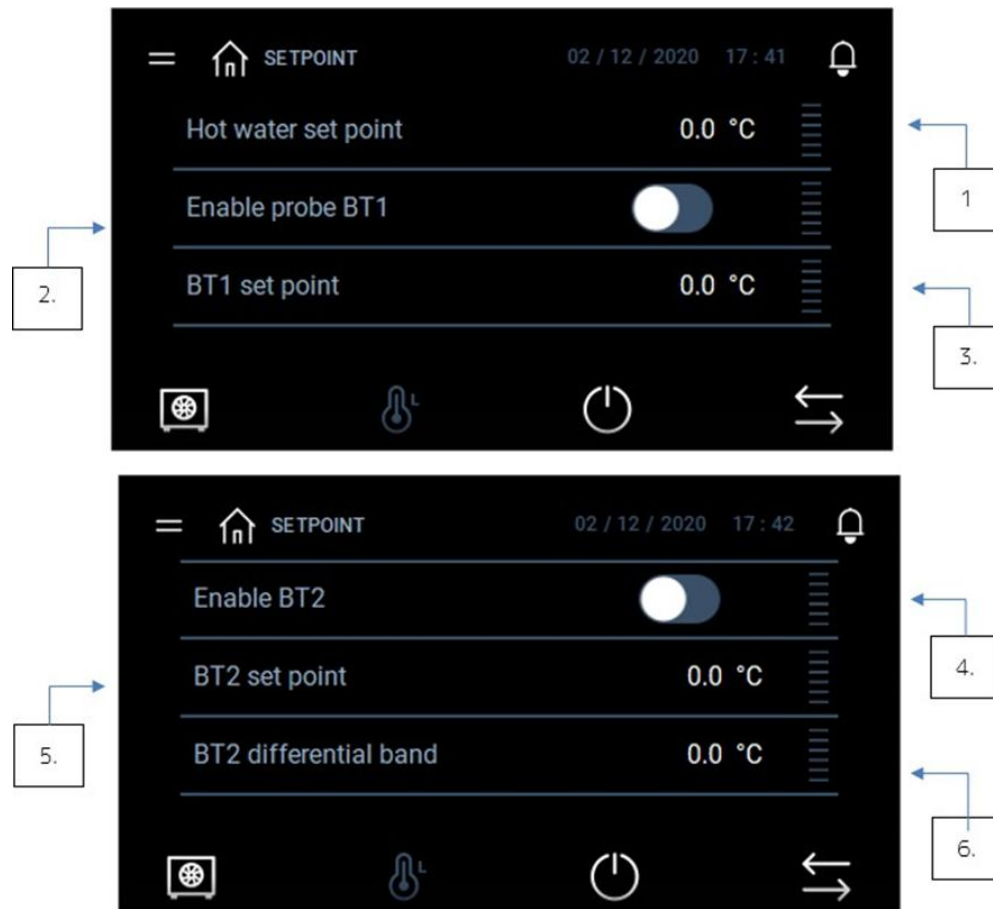 SETPOINT 02 / 12 / 2020 17 : 41
Hot water set point 0.0 °C
1
Enable probe BT1
2.
BT1 set point 0.0 °C
3.
L
SETPOINT 02 / 12 / 2020 17 : 42
Enable BT2
4.
BT2 set point 0.0 °C
5.
BT2 differential band 0.0 °C
6.
L